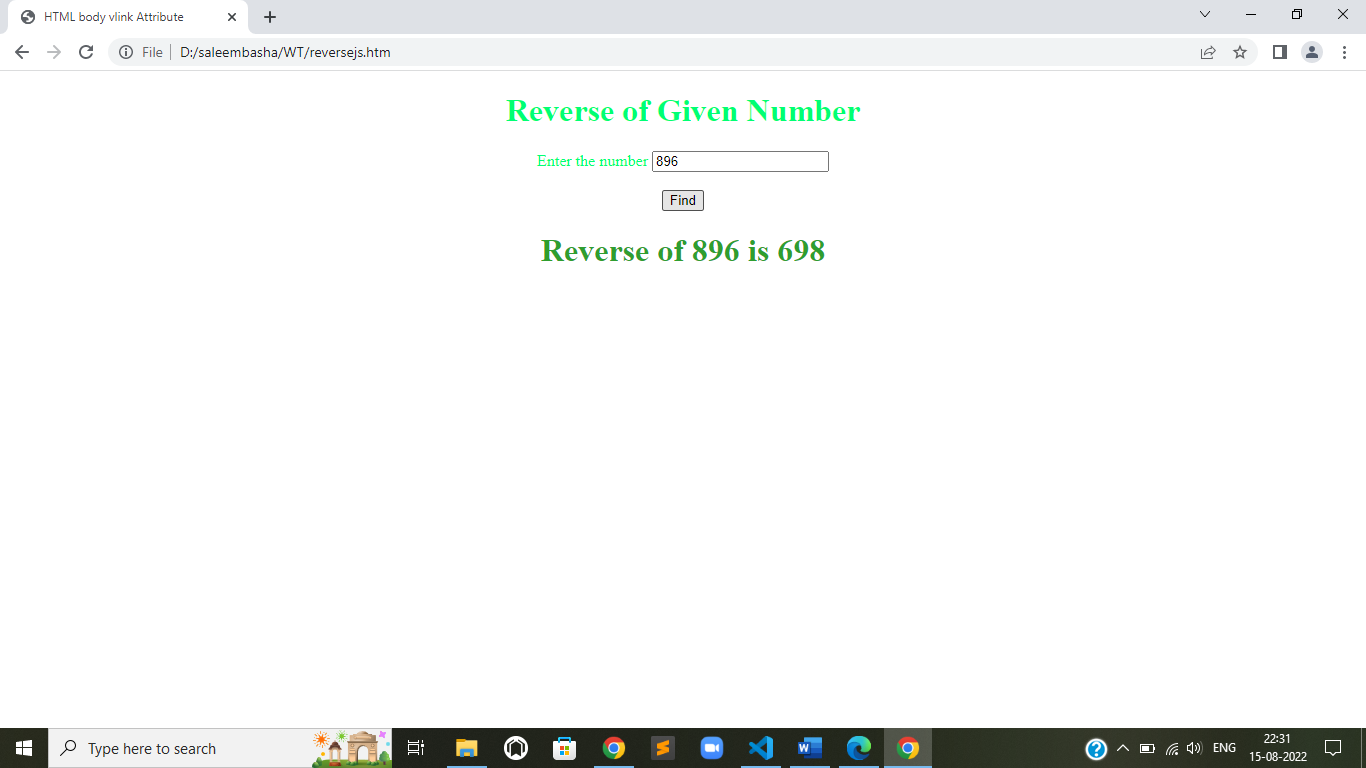 HTML body vlink Attribute
File
D:/saleembasha/WT/reversejs.htm
Reverse of Given Number
Enter the number 896
Find
Reverse of 896 is 698
Type here to search
ENG
22:31
15-08-2022